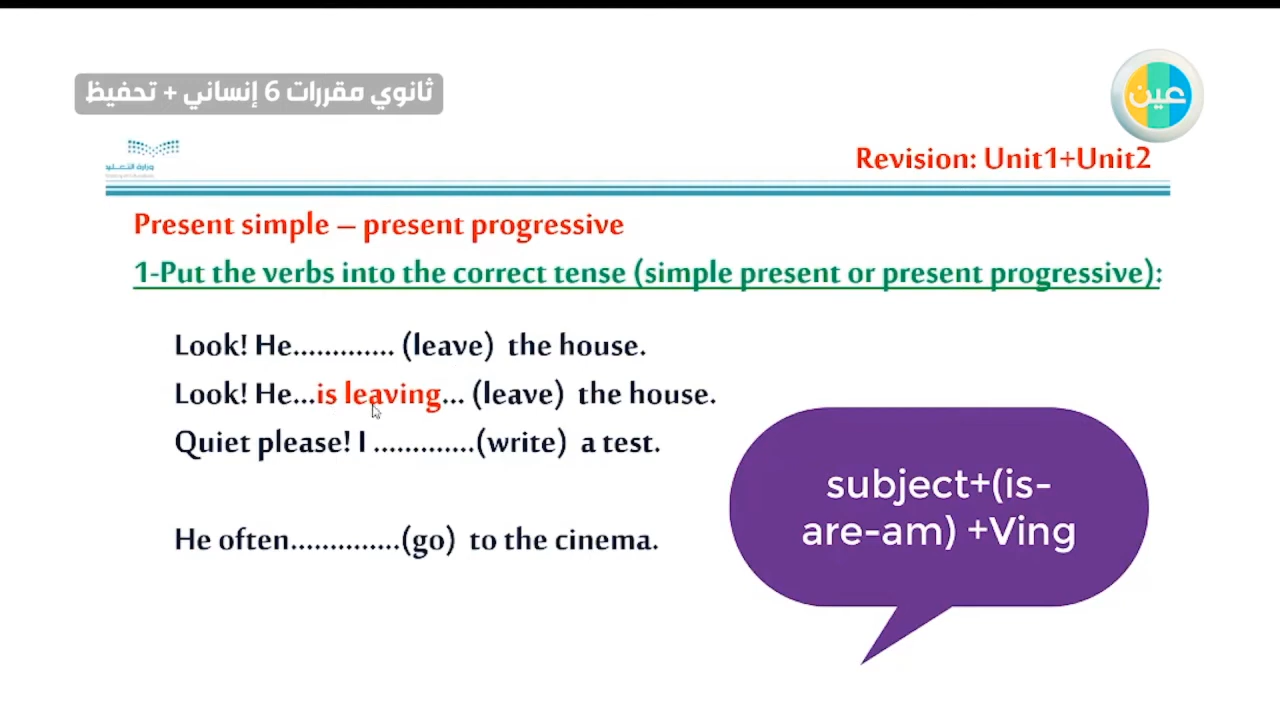 ثانوي مقررات 6 إنساني + تحفيظ
عين
وزارة التعليم
Revision: Unit1+Unit2
Present simple – present progressive
1-Put the verbs into the correct tense (simple present or present progressive):
Look! He............. (leave) the house.
Look! He...is leaving... (leave) the house.
Quiet please! I .............(write) a test.
He often..............(go) to the cinema.
subject+(is-
are-am) +Ving